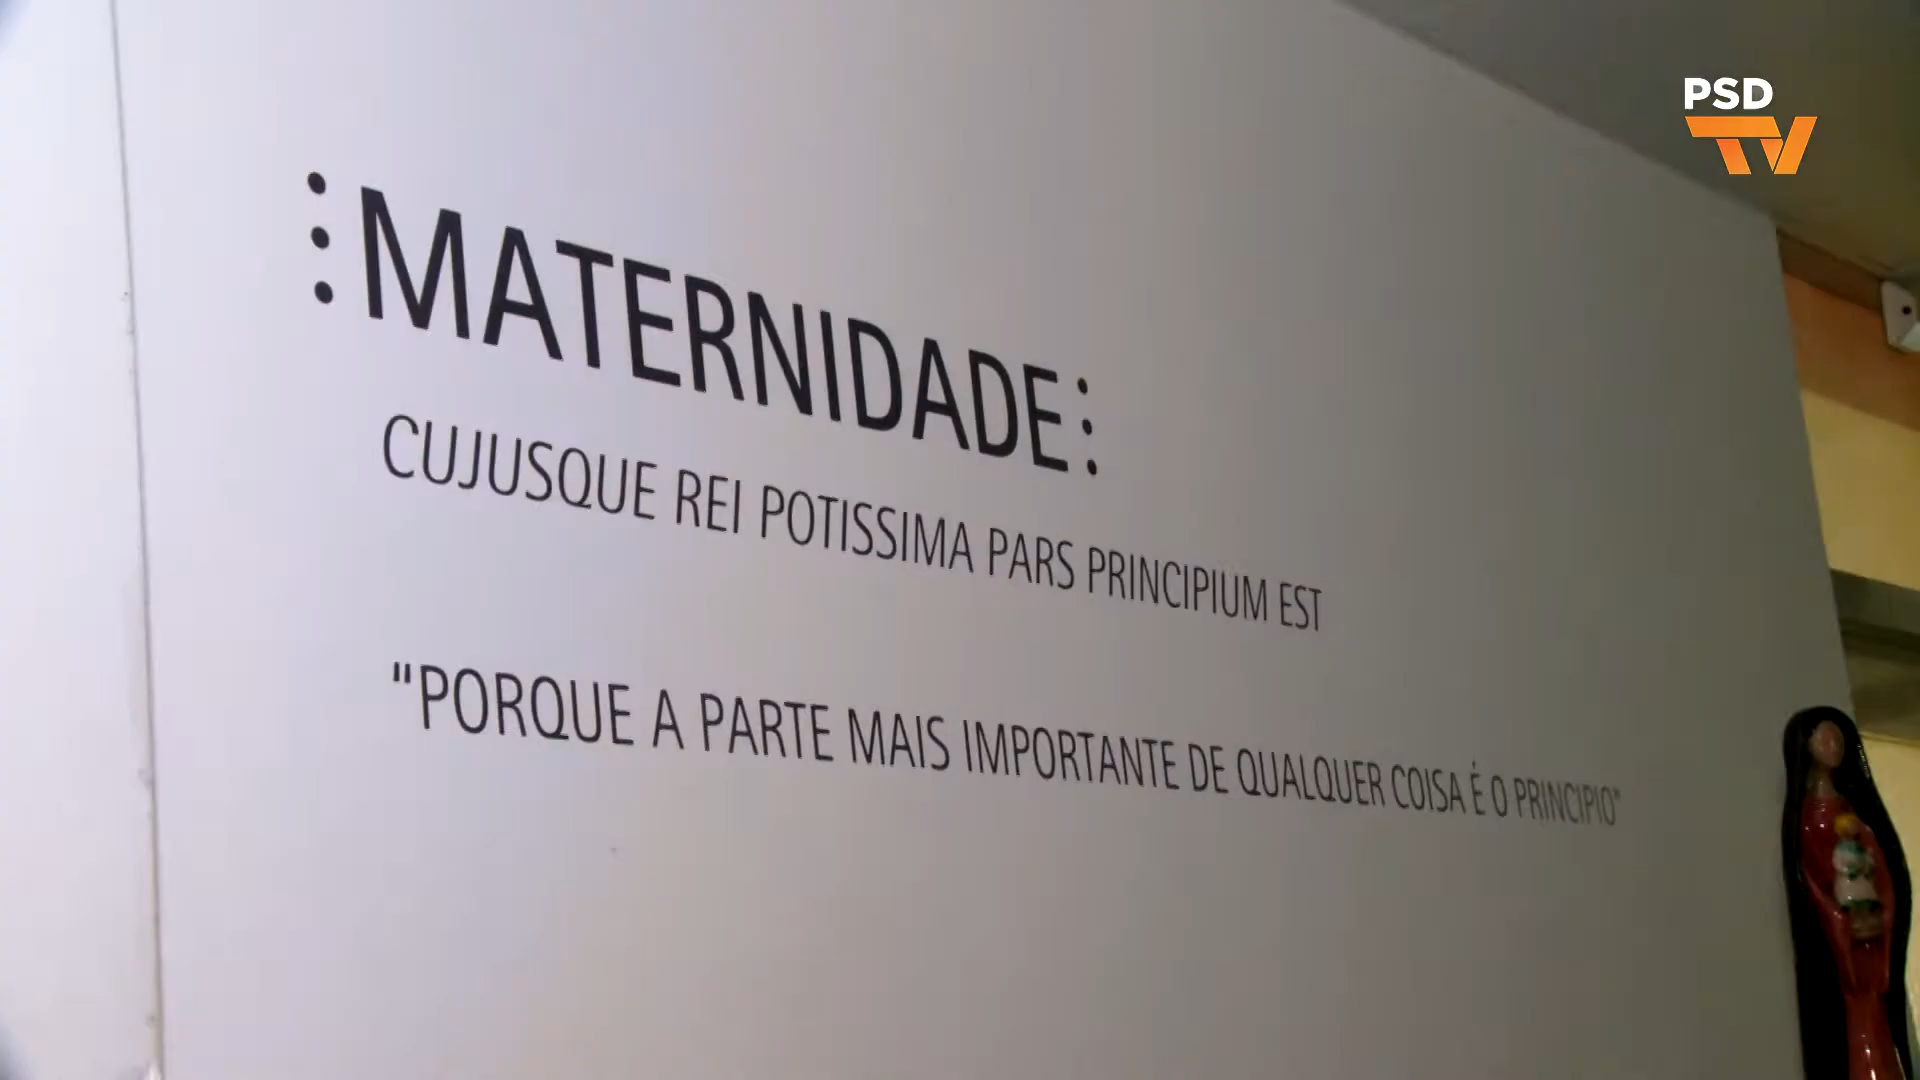 PSD
TV
⋮MATERNIDADE⋮
CUJUSQUE REI POTISSIMA PARS PRINCIPIUM EST
"PORQUE A PARTE MAIS IMPORTANTE DE QUALQUER COISA É O PRINCIPIO"